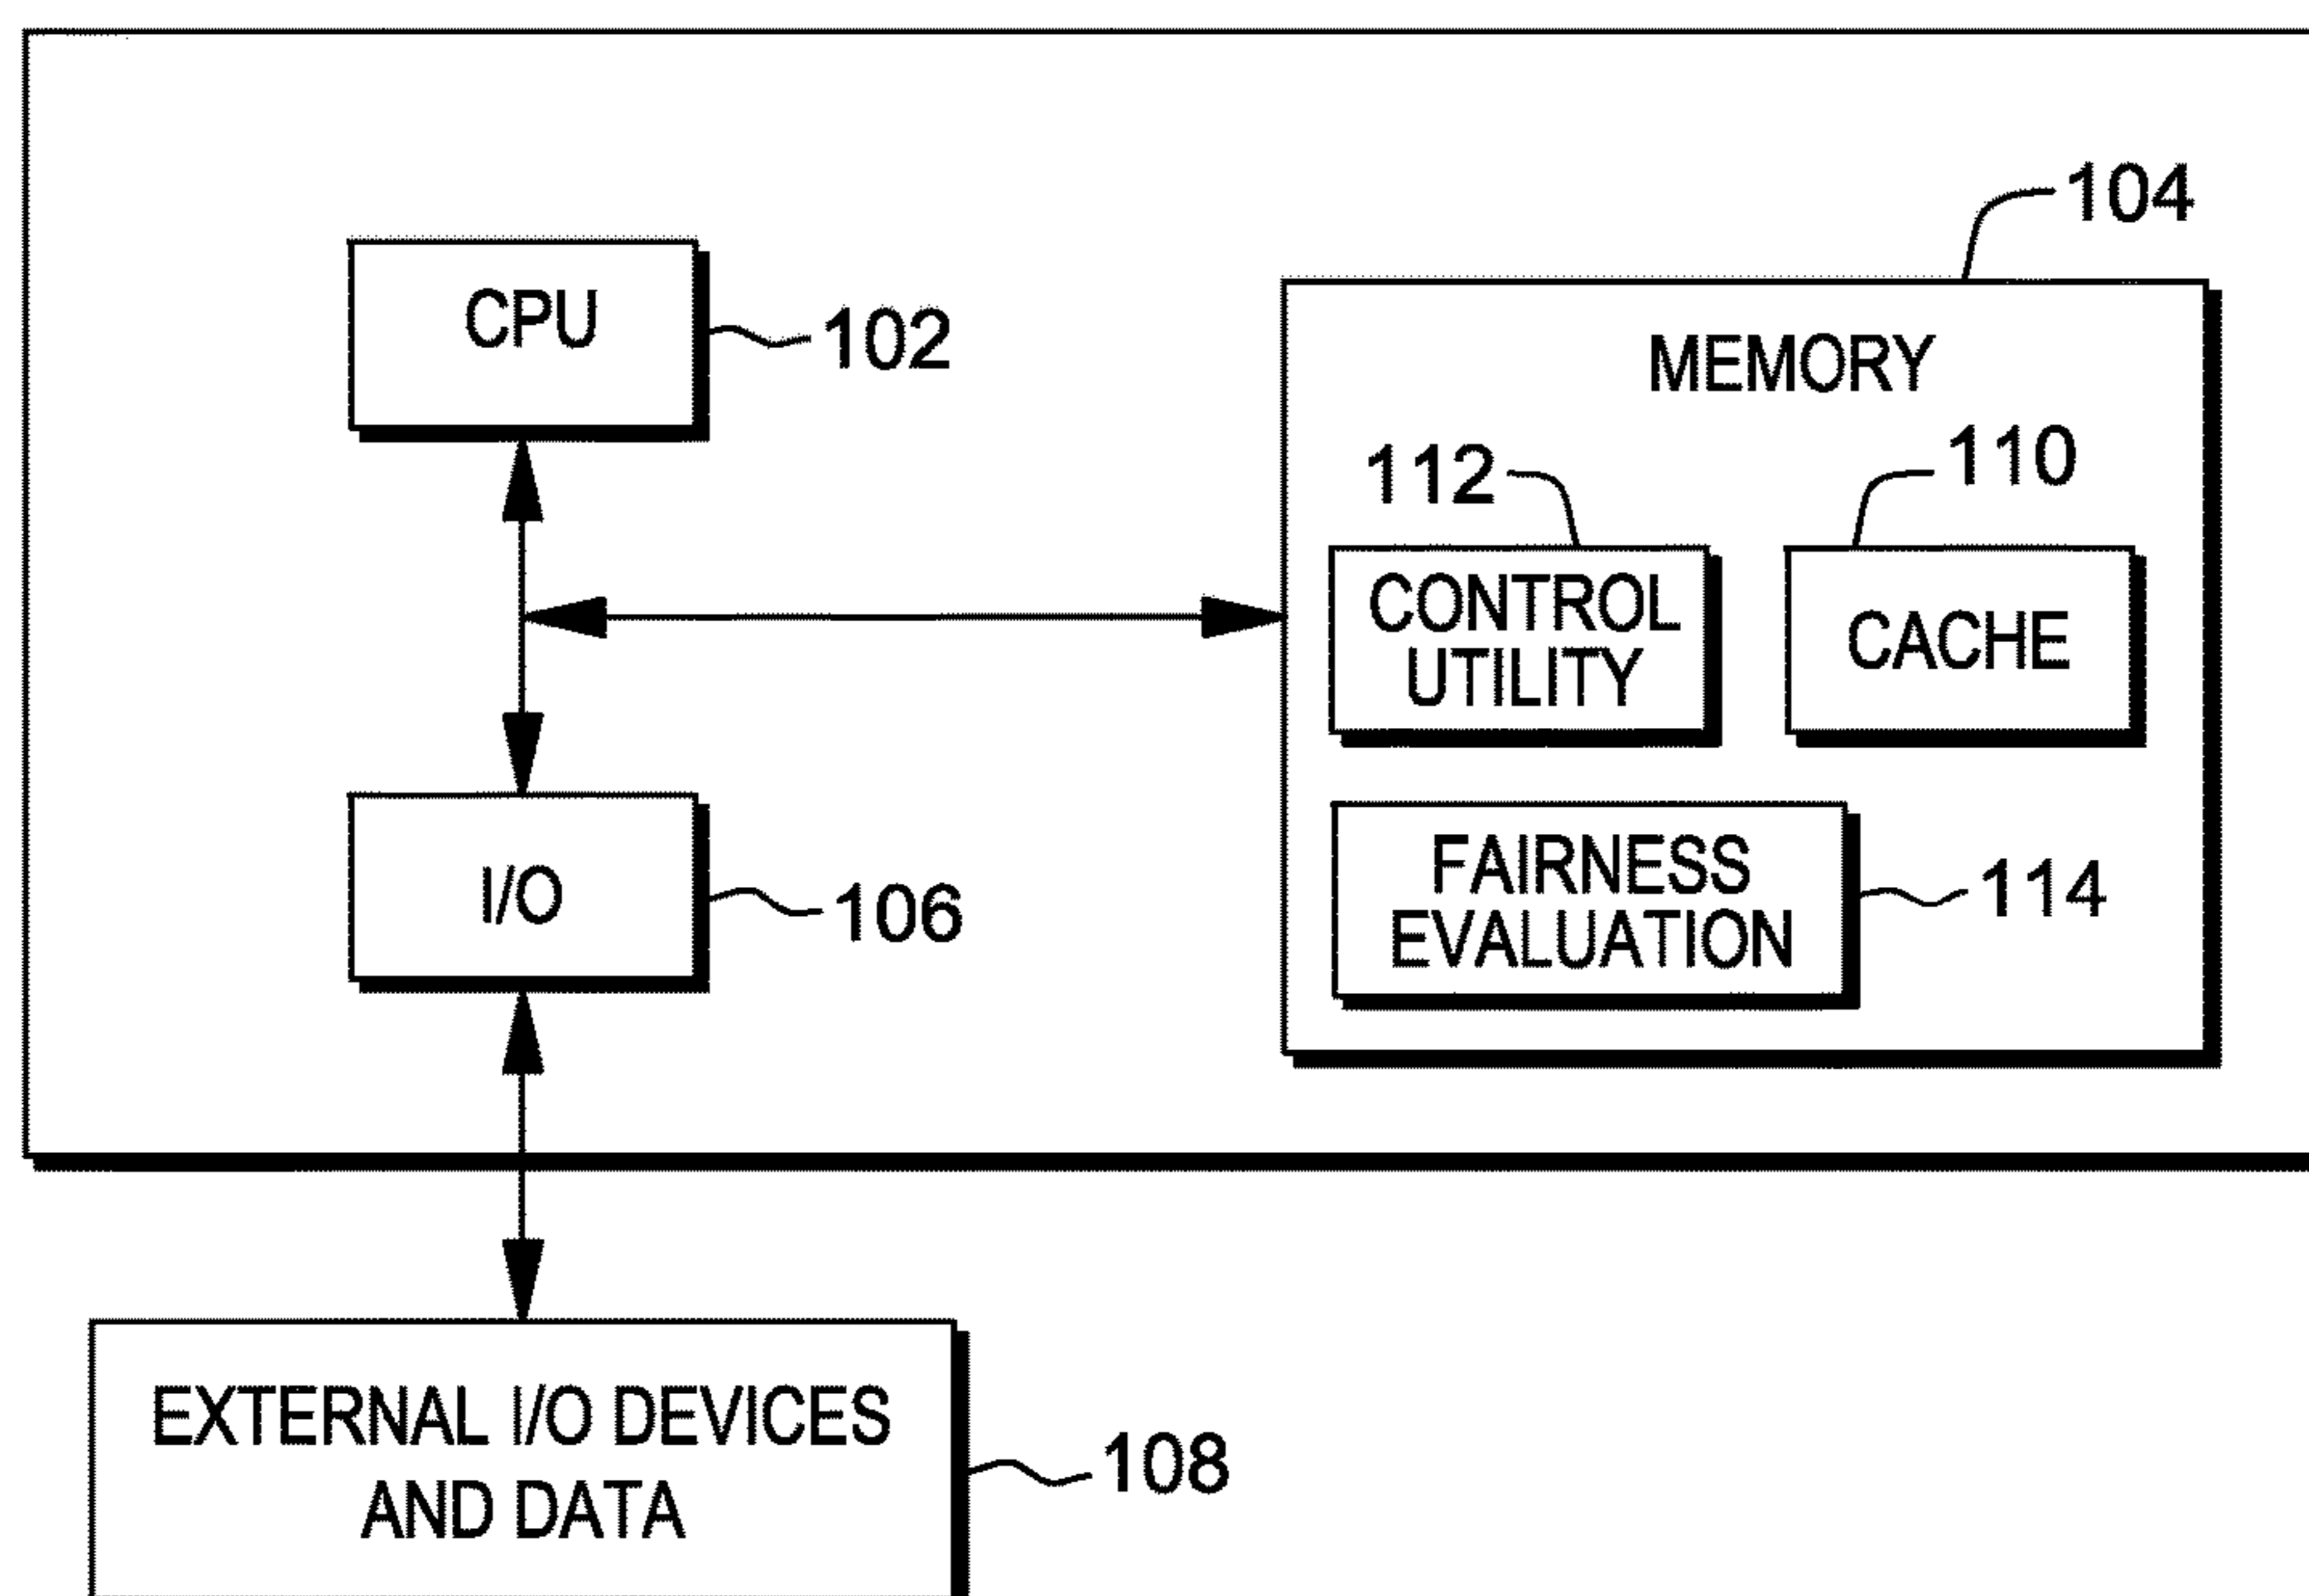 104
CPU
102
MEMORY
112
110
CONTROL
UTILITY
CACHE
I/O
106
FAIRNESS
EVALUATION
114
EXTERNAL I/O DEVICES
AND DATA
108